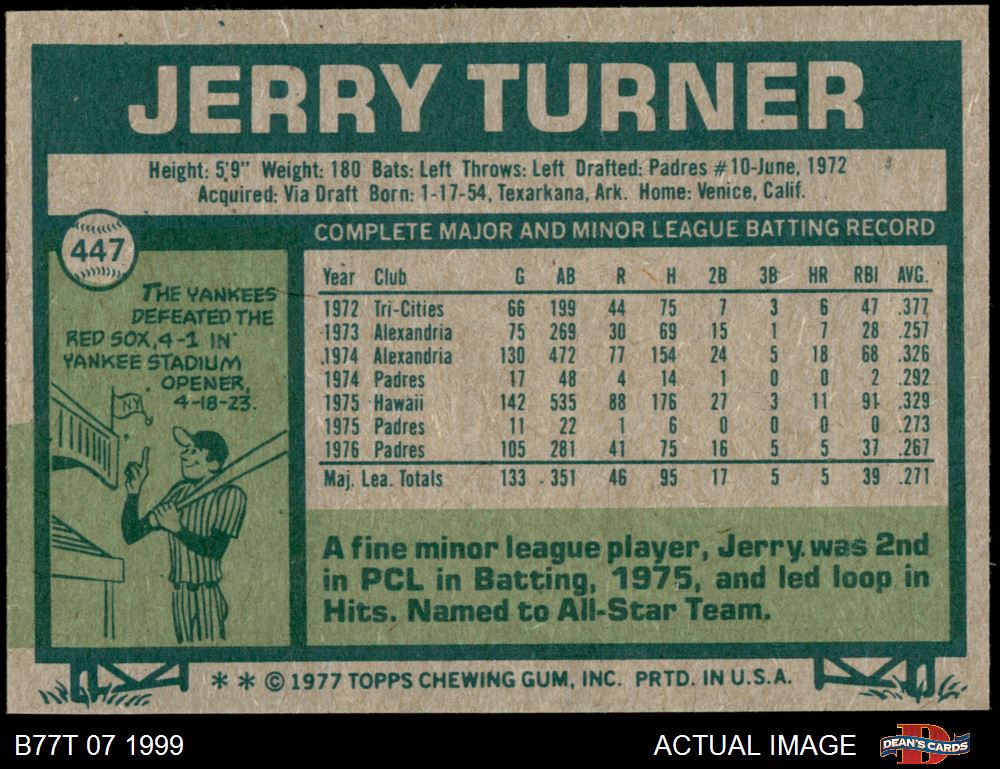 JERRY TURNER
Height: 5'9" Weight: 180 Bats: Left Throws: Left Drafted: Padres #10-June, 1972
Acquired: Via Draft Born: 1-17-54, Texarkana, Ark. Home: Venice, Calif.
447
THE YANKEES
DEFEATED THE
RED SOX, 4-1 IN
YANKEE STADIUM
OPENER,
4-18-23.
NY
COMPLETE MAJOR AND MINOR LEAGUE BATTING RECORD
Year Club G AB R H 2B 3B HR RBI AVG.
1972 Tri-Cities 66 199 44 75 7 3 6 47 .377
1973 Alexandria 75 269 30 69 15 1 7 28 .257
1974 Alexandria 130 472 77 154 24 5 18 68 .326
1974 Padres 17 48 4 14 1 0 0 2 .292
1975 Hawaii 142 535 88 176 27 3 11 91 .329
1975 Padres 11 22 1 6 0 0 0 0 .273
1976 Padres 105 281 41 75 16 5 5 37 .267
Maj. Lea. Totals 133 351 46 95 17 5 5 39 .271
A fine minor league player, Jerry was 2nd
in PCL in Batting, 1975, and led loop in
Hits. Named to All-Star Team.
* * © 1977 TOPPS CHEWING GUM, INC. PRTD. IN U.S.A.
B77T 07 1999
ACTUAL IMAGE
DEAN'S CARDS